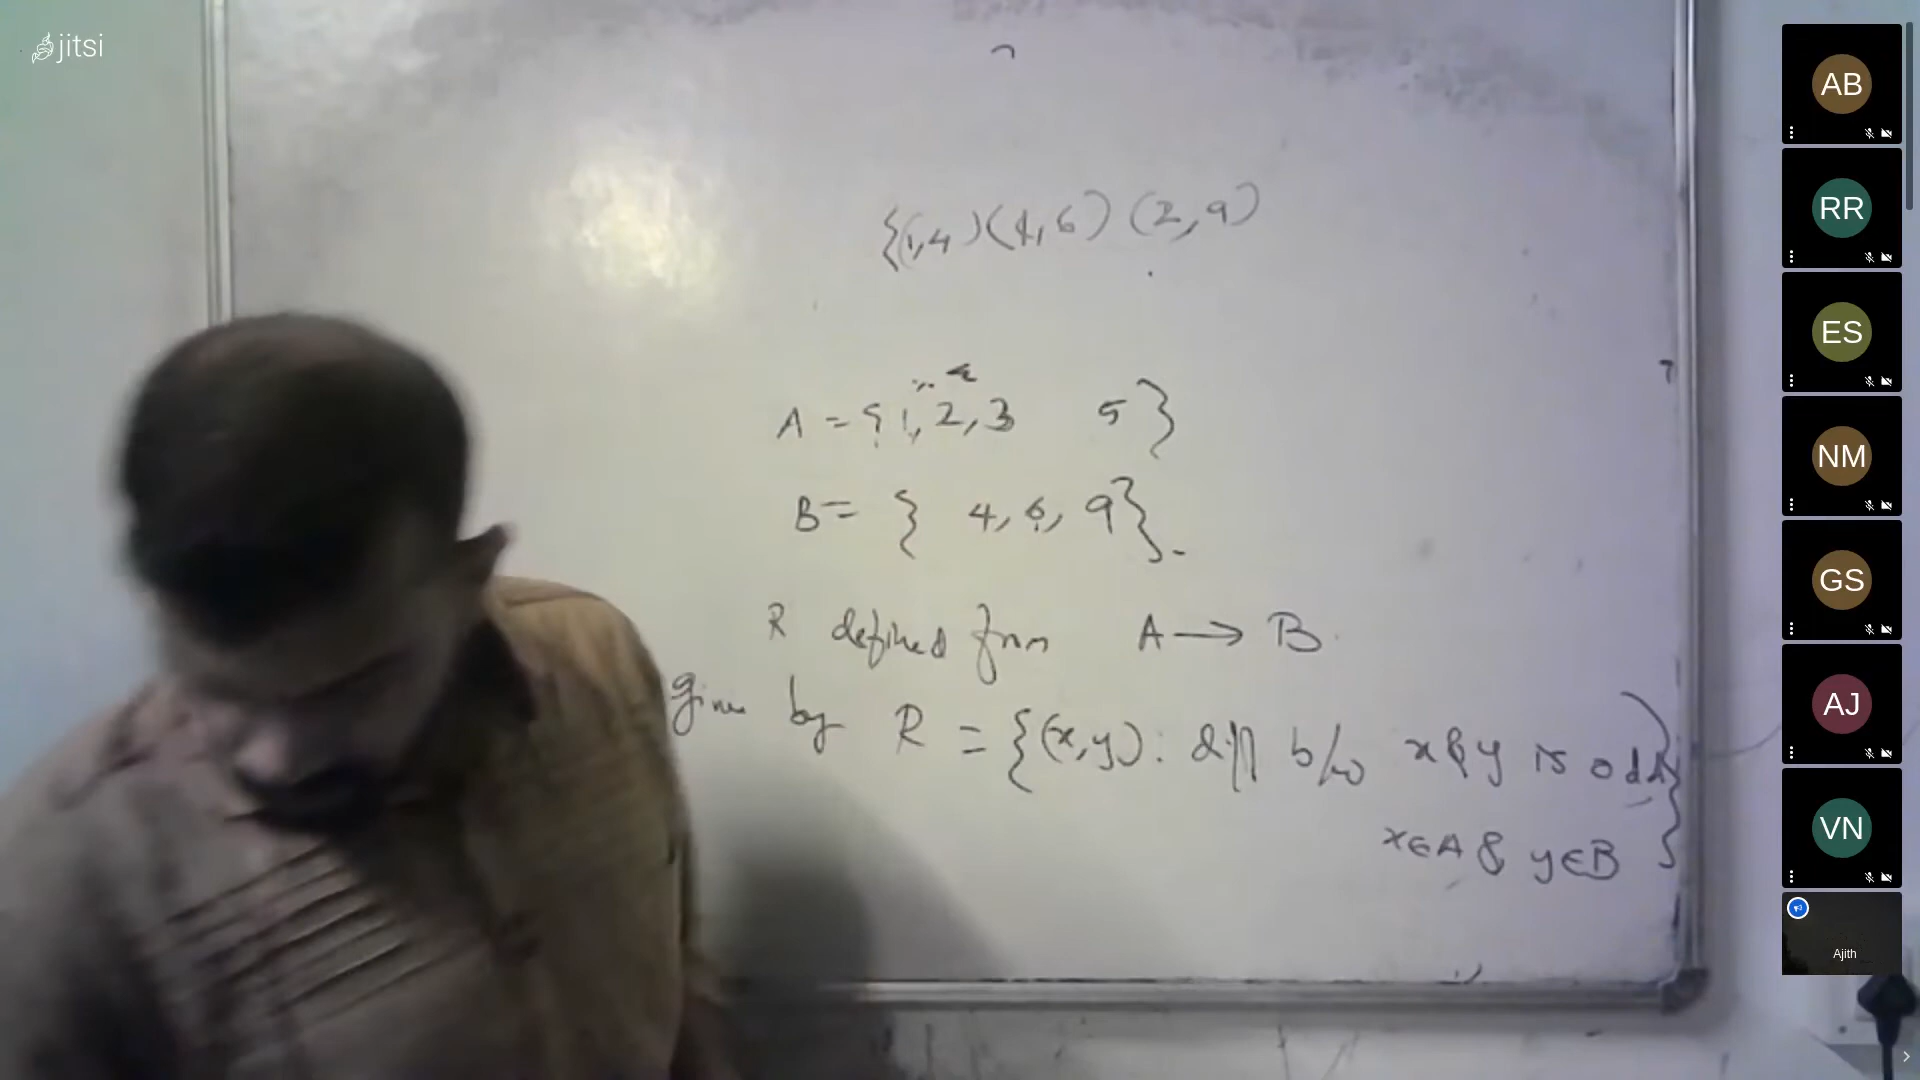 jitsi
{(1,4)(1,6) (2,9)
A = {1,2,3 5}
B = { 4, 6, 9}.
R defined from A → B
given by R = {(x,y): diff b/w x & y is odd
x∈A & y∈B }
AB
RR
ES
NM
GS
AJ
VN
Ajith